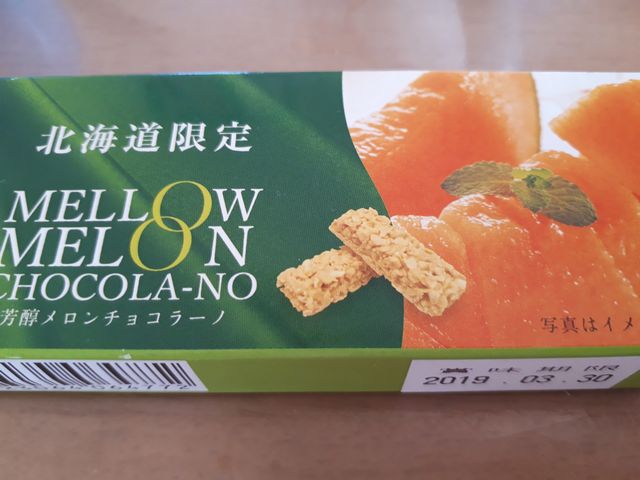 北海道限定
MELLOW
MELON
CHOCOLA-NO
芳醇メロンチョコラーノ
写真はイメ
賞味期限
2019.03.30